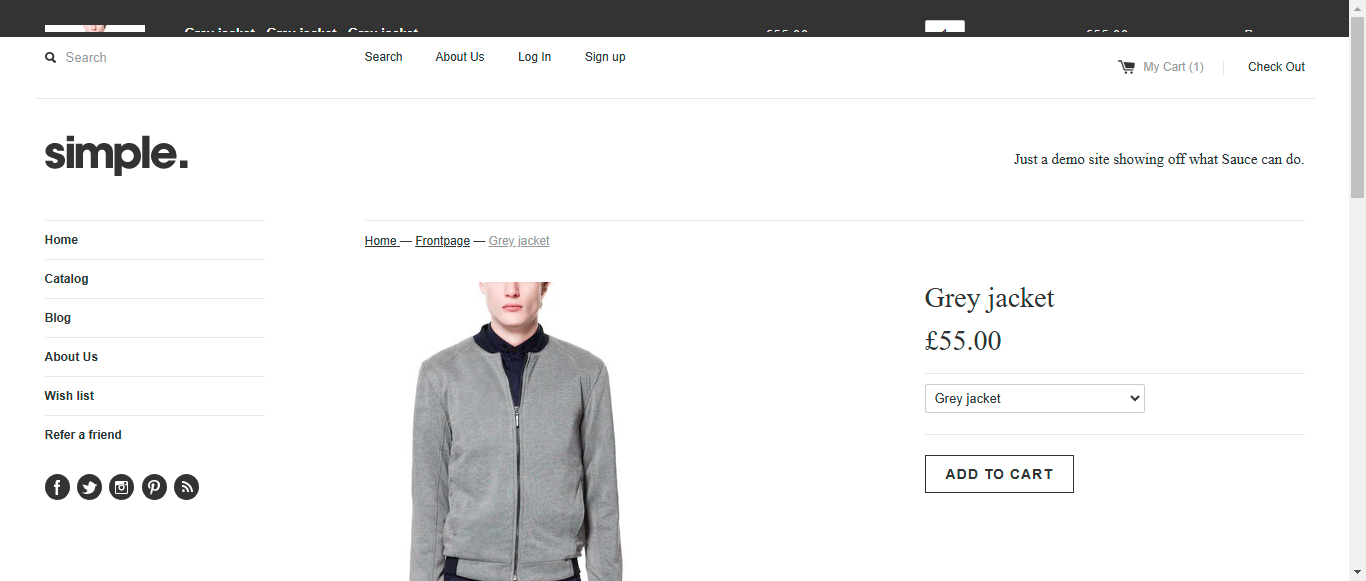 Search
Search About Us Log In Sign up
My Cart (1) Check Out
simple.
Just a demo site showing off what Sauce can do.
Home
Catalog
Blog
About Us
Wish list
Refer a friend
Home — Frontpage — Grey jacket
Grey jacket
£55.00
Grey jacket
ADD TO CART